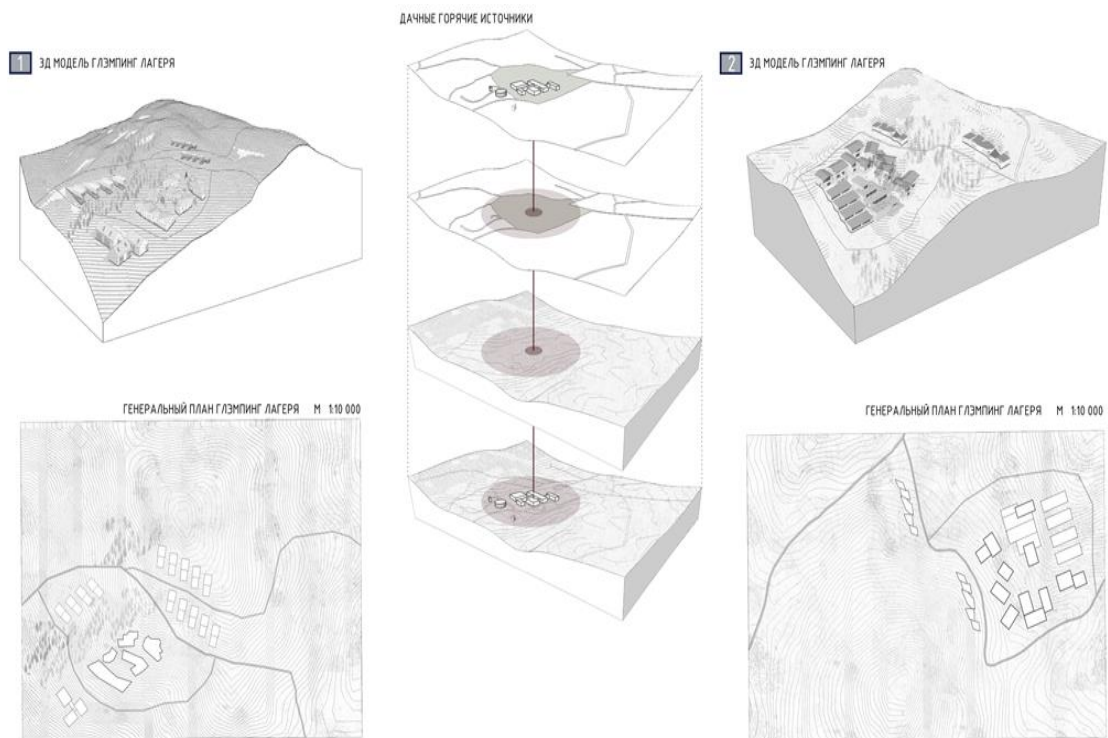 ДАЧНЫЕ ГОРЯЧИЕ ИСТОЧНИКИ
1 3Д МОДЕЛЬ ГЛЭМПИНГ ЛАГЕРЯ
2 3Д МОДЕЛЬ ГЛЭМПИНГ ЛАГЕРЯ
ГЕНЕРАЛЬНЫЙ ПЛАН ГЛЭМПИНГ ЛАГЕРЯ М 1:10 000
ГЕНЕРАЛЬНЫЙ ПЛАН ГЛЭМПИНГ ЛАГЕРЯ М 1:10 000